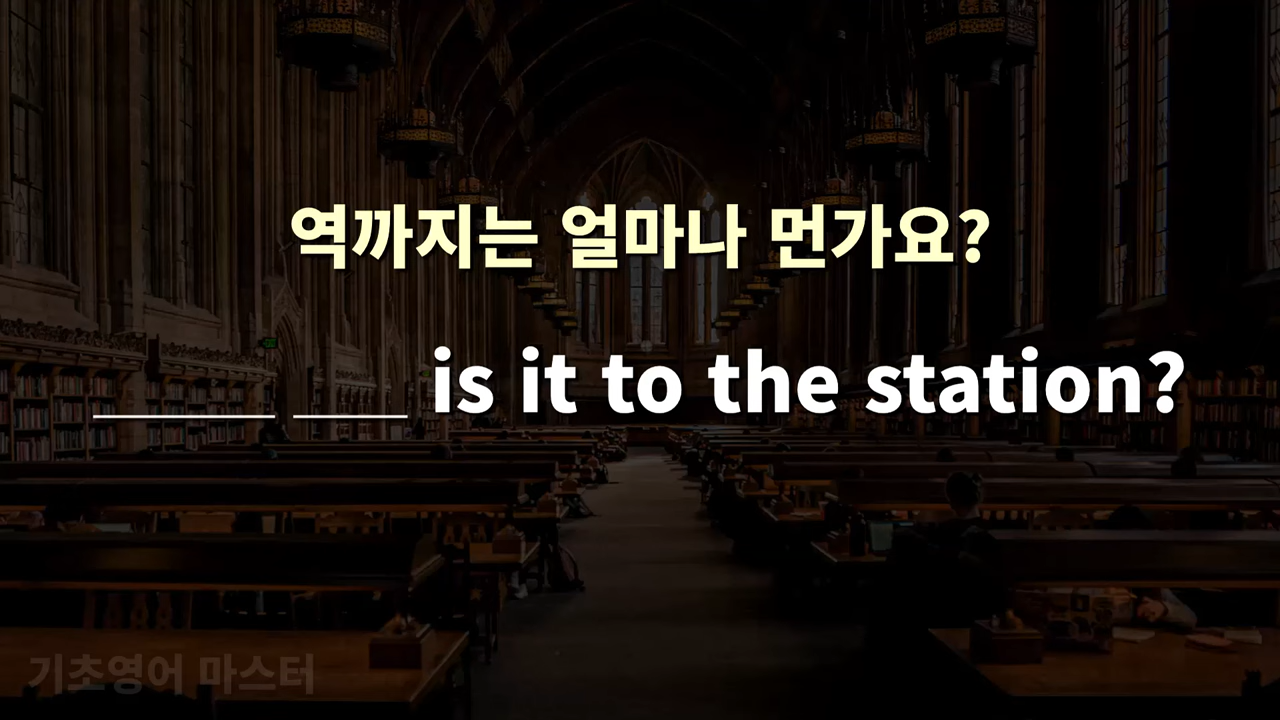 역까지는 얼마나 먼가요?
_____ ___ is it to the station?
기초영어 마스터